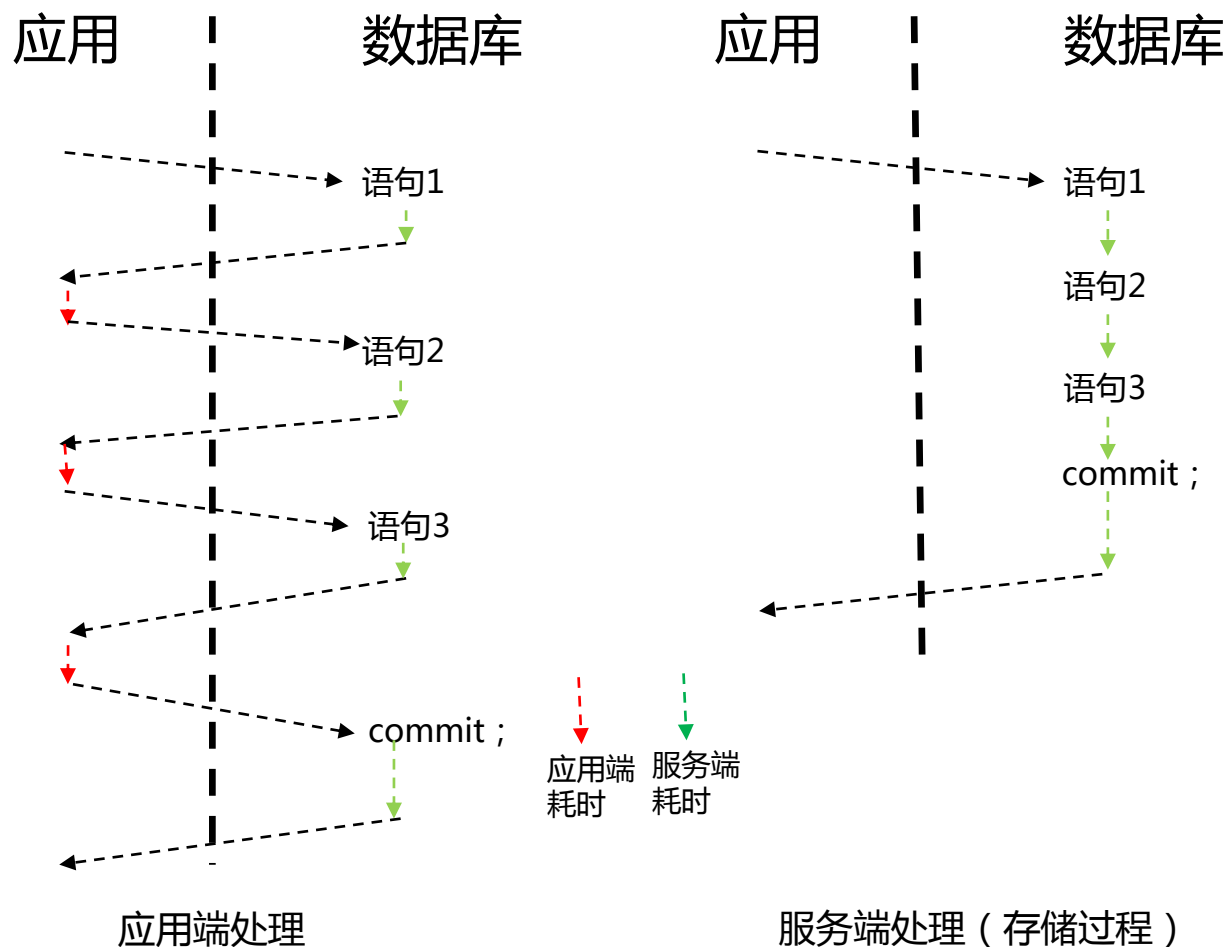 应用
数据库
应用
数据库
语句1
语句2
语句3
commit；
语句1
语句2
语句3
commit；
应用端
耗时
服务端
耗时
应用端处理
服务端处理（存储过程）